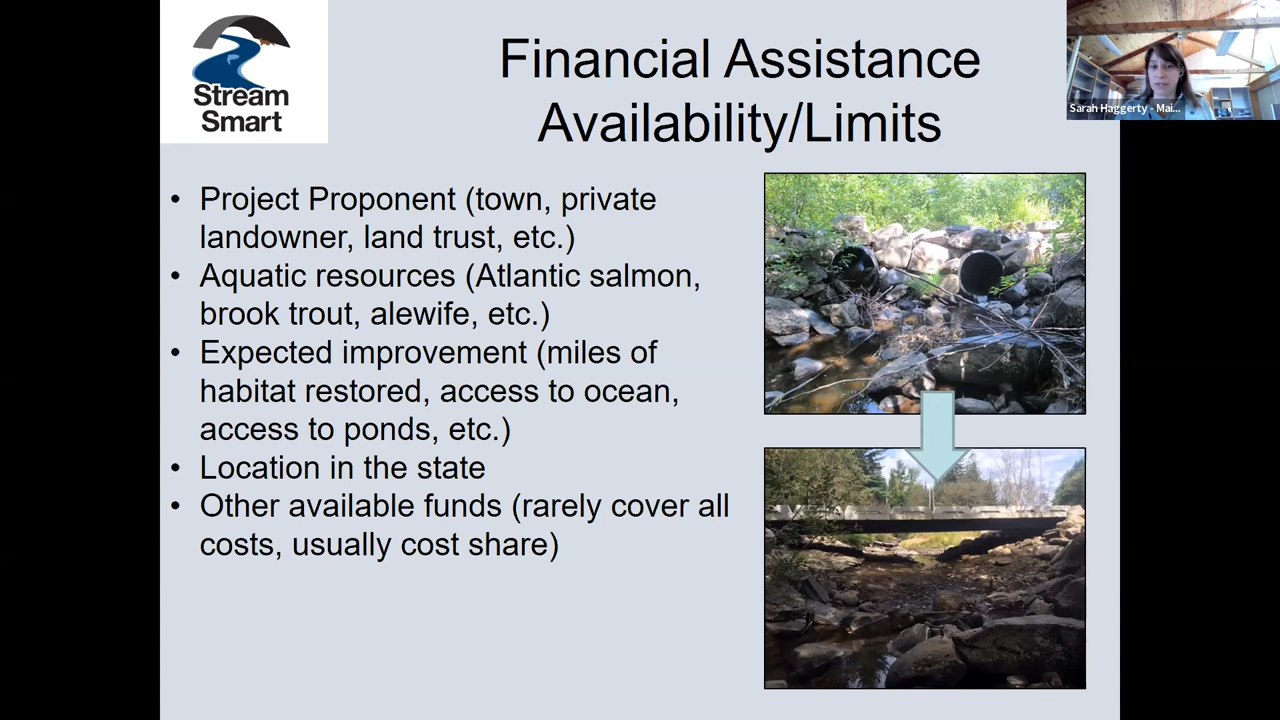 Stream
Smart
Financial Assistance
Availability/Limits
Sarah Haggerty - Mai...
• Project Proponent (town, private
landowner, land trust, etc.)
• Aquatic resources (Atlantic salmon,
brook trout, alewife, etc.)
• Expected improvement (miles of
habitat restored, access to ocean,
access to ponds, etc.)
• Location in the state
• Other available funds (rarely cover all
costs, usually cost share)